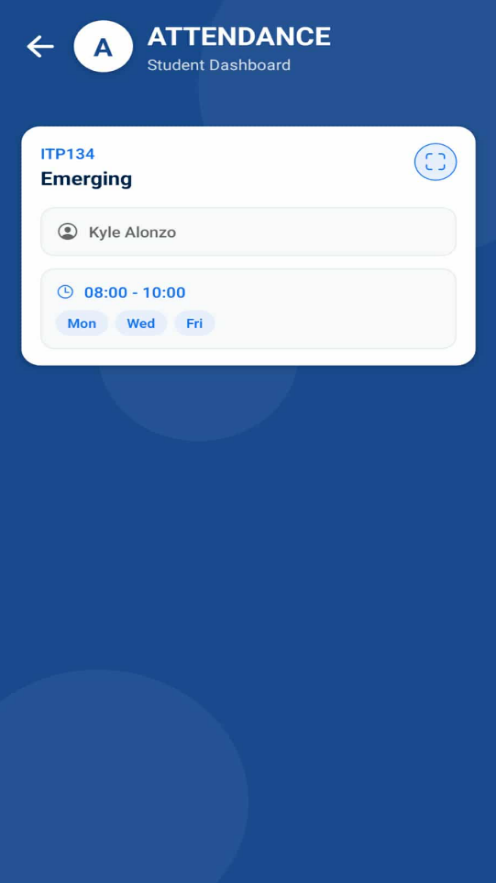 A
ATTENDANCE
Student Dashboard
ITP134
Emerging
Kyle Alonzo
08:00 - 10:00
Mon Wed Fri